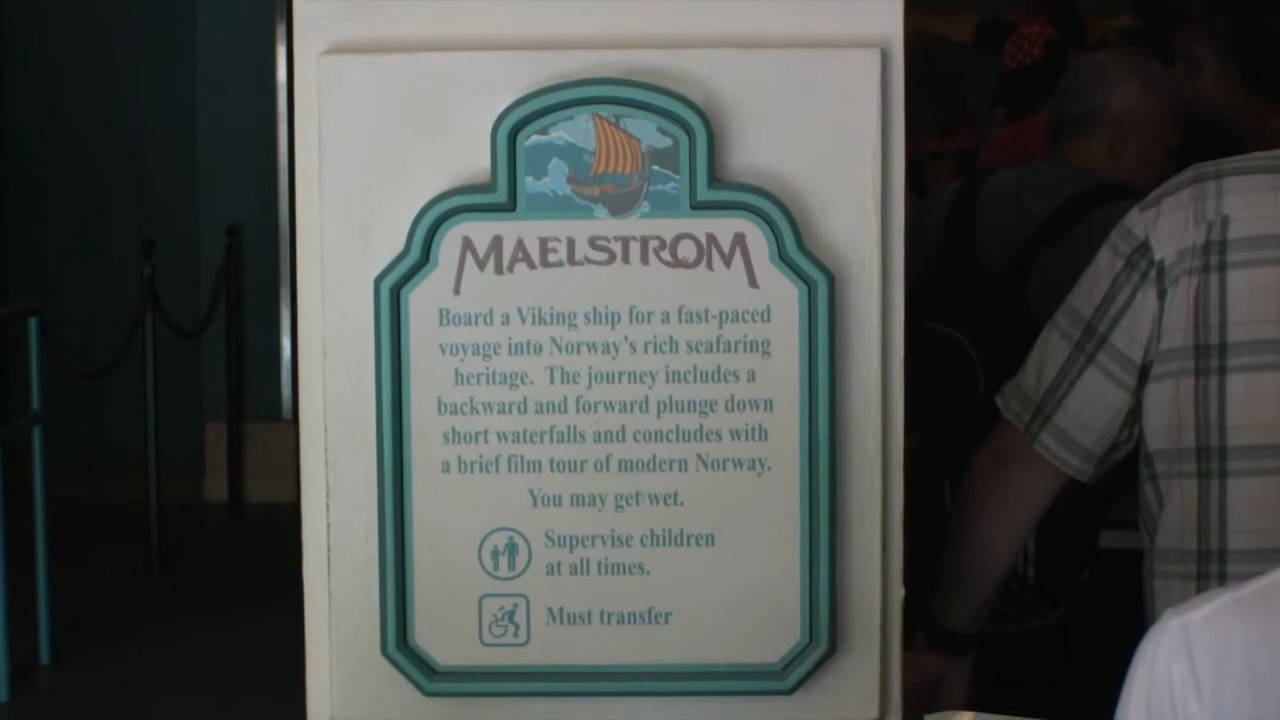 MAELSTROM
Board a Viking ship for a fast-paced
voyage into Norway's rich seafaring
heritage. The journey includes a
backward and forward plunge down
short waterfalls and concludes with
a brief film tour of modern Norway.
You may get wet.
Supervise children
at all times.
Must transfer